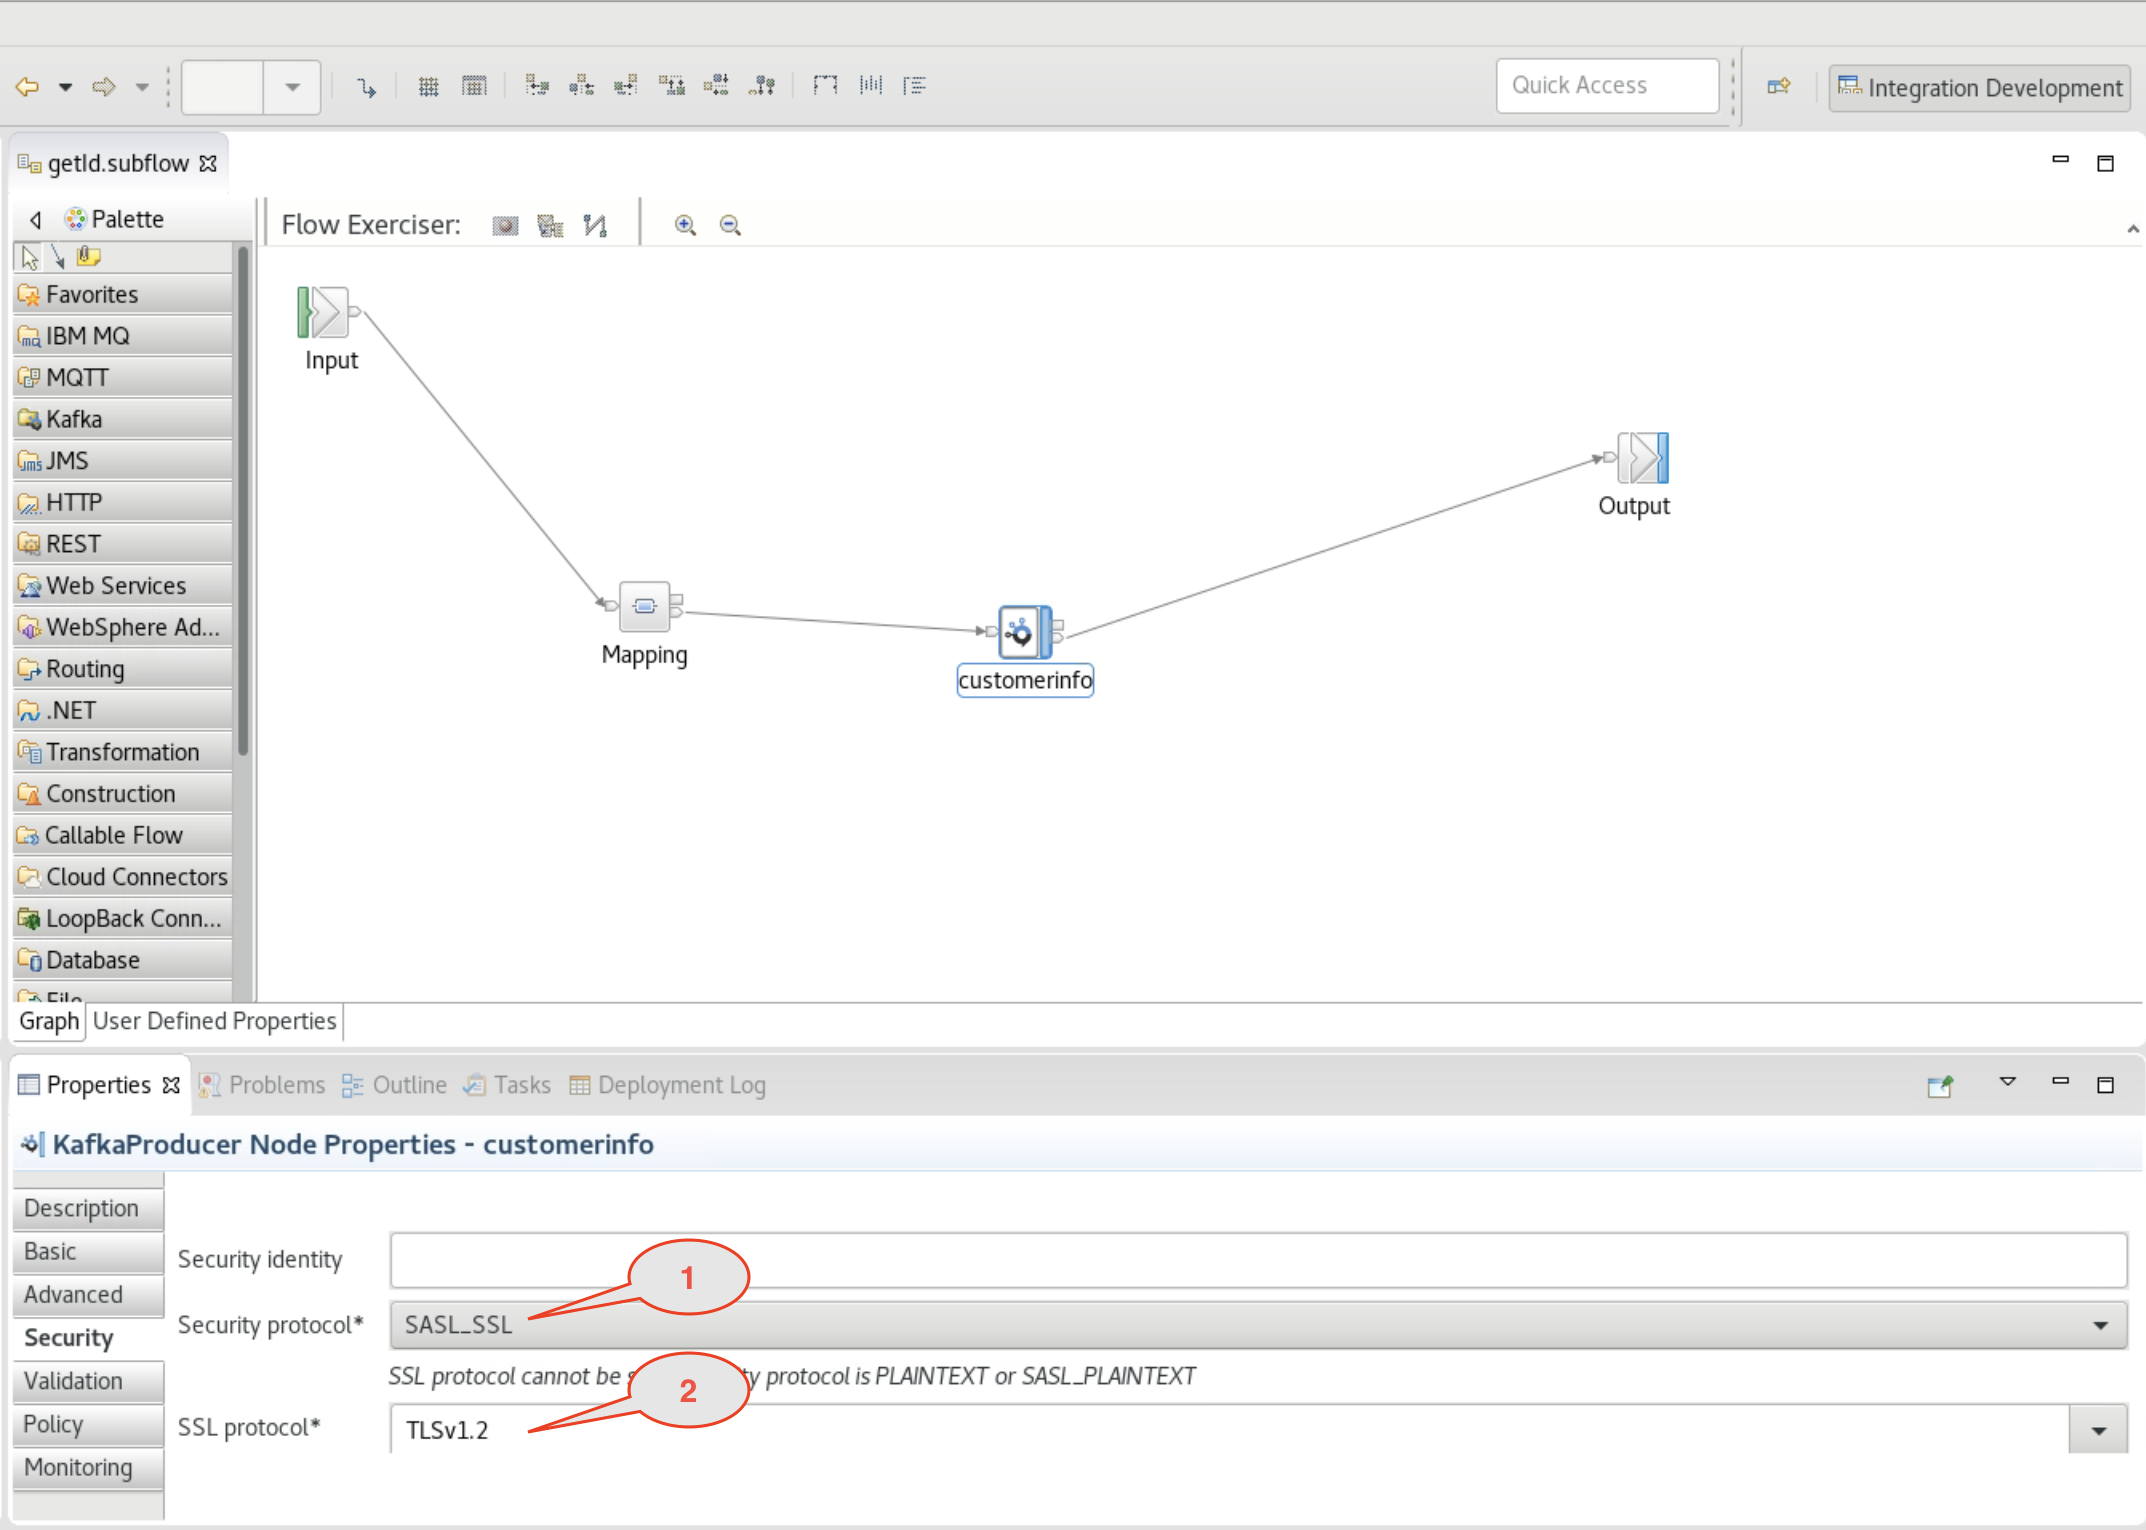 Quick Access
Integration Development
getId.subflow
Palette
Flow Exerciser:
Favorites
IBM MQ
MQTT
Kafka
JMS
HTTP
REST
Web Services
WebSphere Ad...
Routing
.NET
Transformation
Construction
Callable Flow
Cloud Connectors
LoopBack Conn...
Database
File
Input
Mapping
customerinfo
Output
Graph
User Defined Properties
Properties
Problems
Outline
Tasks
Deployment Log
KafkaProducer Node Properties - customerinfo
Description
Basic
Advanced
Security
Validation
Policy
Monitoring
Security identity
1
Security protocol*
SASL_SSL
SSL protocol cannot be protocol is PLAINTEXT or SASL_PLAINTEXT
2
SSL protocol*
TLSv1.2